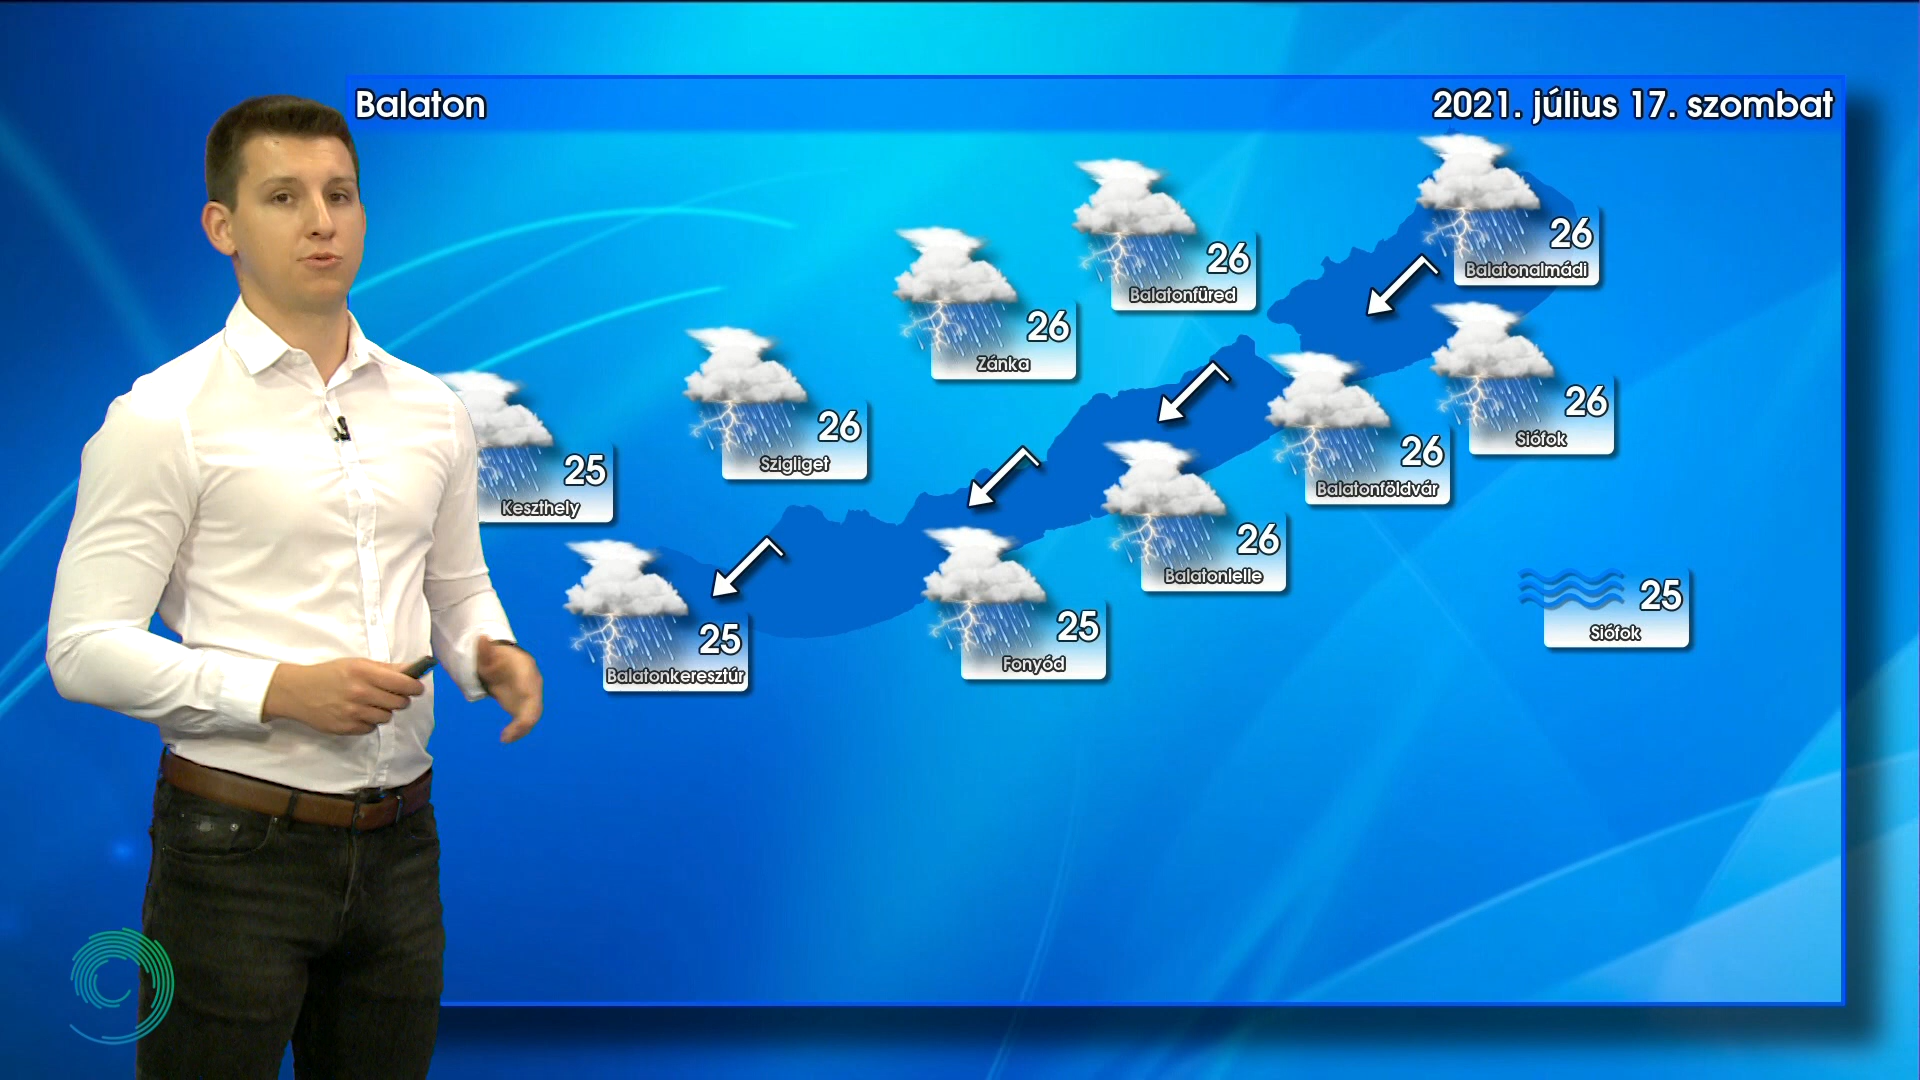 Balaton
2021. július 17. szombat
26
Balatonalmádi
26
Balatonfüred
26
Zánka
26
Siófok
26
Szigliget
26
Balatonföldvár
25
Keszthely
26
Balatonlelle
25
Siófok
25
Fonyód
25
Balatonkeresztúr